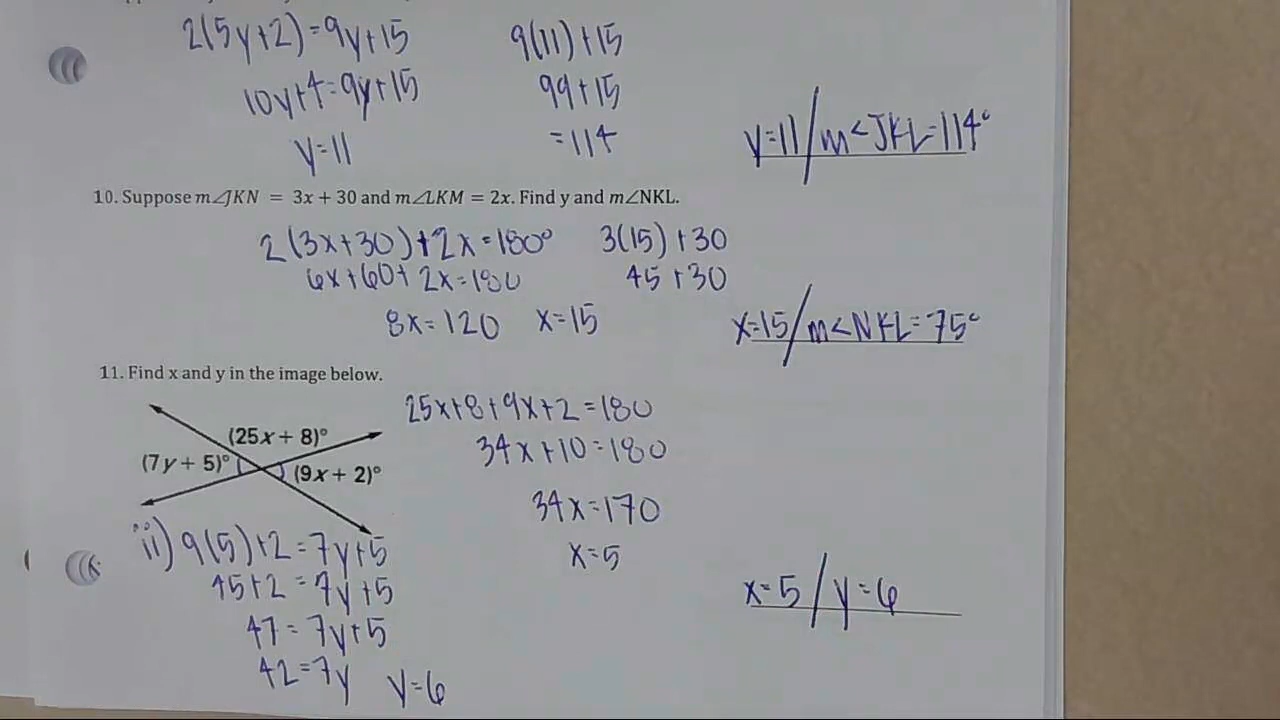 2(5y+2)=9y+15
9(11)+15
10y+4=9y+15
99+15
y=11
=114
y=11/m<JKL=114°
10. Suppose m∠JKN = 3x + 30 and m∠LKM = 2x. Find y and m∠NKL.
2(3x+30)+2x=180°
3(15)+30
6x+60+2x=180
45+30
8x=120 x=15
x=15/m<NKL=75°
11. Find x and y in the image below.
25x+8+9x+2=180
(25x + 8)°
34x+10=180
(7y + 5)°
(9x + 2)°
34x=170
ii) 9(5)+2=7y+5
x=5
45+2=7y+5
x=5/y=6
47=7y+5
42=7y y=6